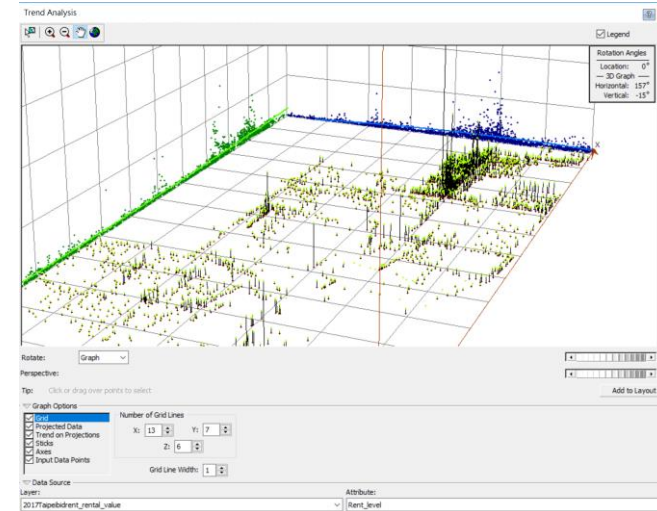 Trend Analysis
Legend
Rotation Angles
Location: 0°
3D Graph
Horizontal: 157°
Vertical: -15°
X
Rotate: Graph
Perspective:
Tip: Click or drag over points to select
Add to Layout
Graph Options
Grid
Projected Data
Trend on Projections
Sticks
Axes
Input Data Points
Number of Grid Lines
X: 13 Y: 7
Z: 6
Grid Line Width: 1
Data Source
Layer: Attribute:
2017Taipeibidrent_rental_value Rent_level